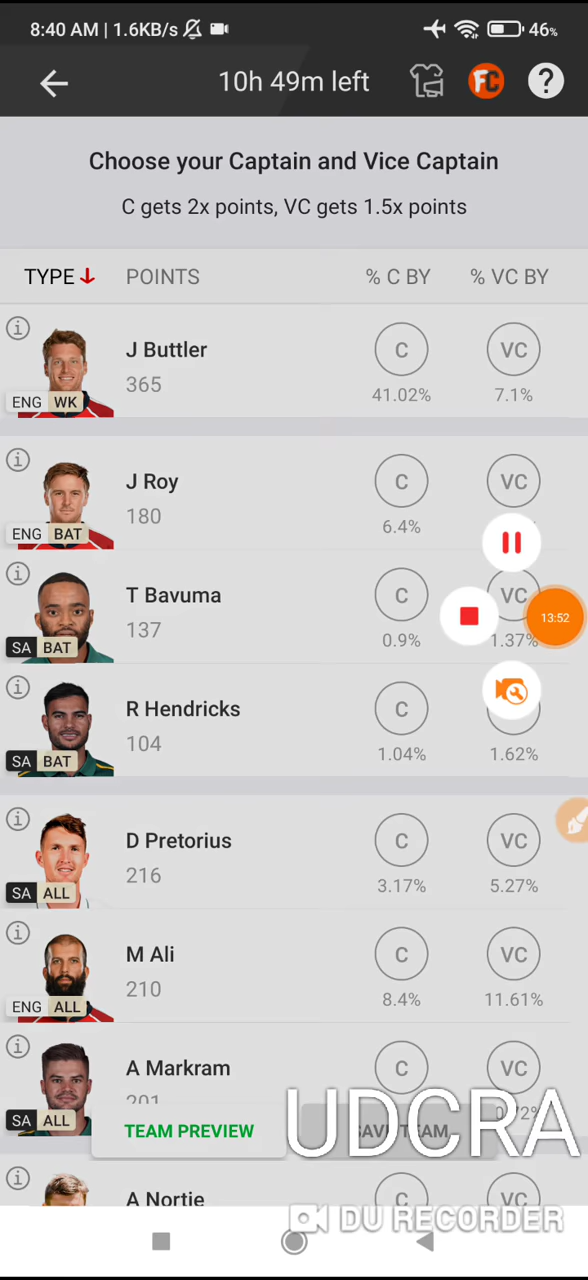 8:40 AM | 1.6KB/s 46%
10h 49m left FC ?
Choose your Captain and Vice Captain
C gets 2x points, VC gets 1.5x points
TYPE POINTS % C BY % VC BY
J Buttler C VC
365 41.02% 7.1%
ENG WK
J Roy C VC
180 6.4%
ENG BAT
T Bavuma C VC
137 0.9% 1.37%
13:52
SA BAT
R Hendricks C
104 1.04% 1.62%
SA BAT
D Pretorius C VC
216 3.17% 5.27%
SA ALL
M Ali C VC
210 8.4% 11.61%
ENG ALL
A Markram C VC
201
SA ALL
TEAM PREVIEW SAVE TEAM
UDCRA
A Nortje C VC
DU RECORDER